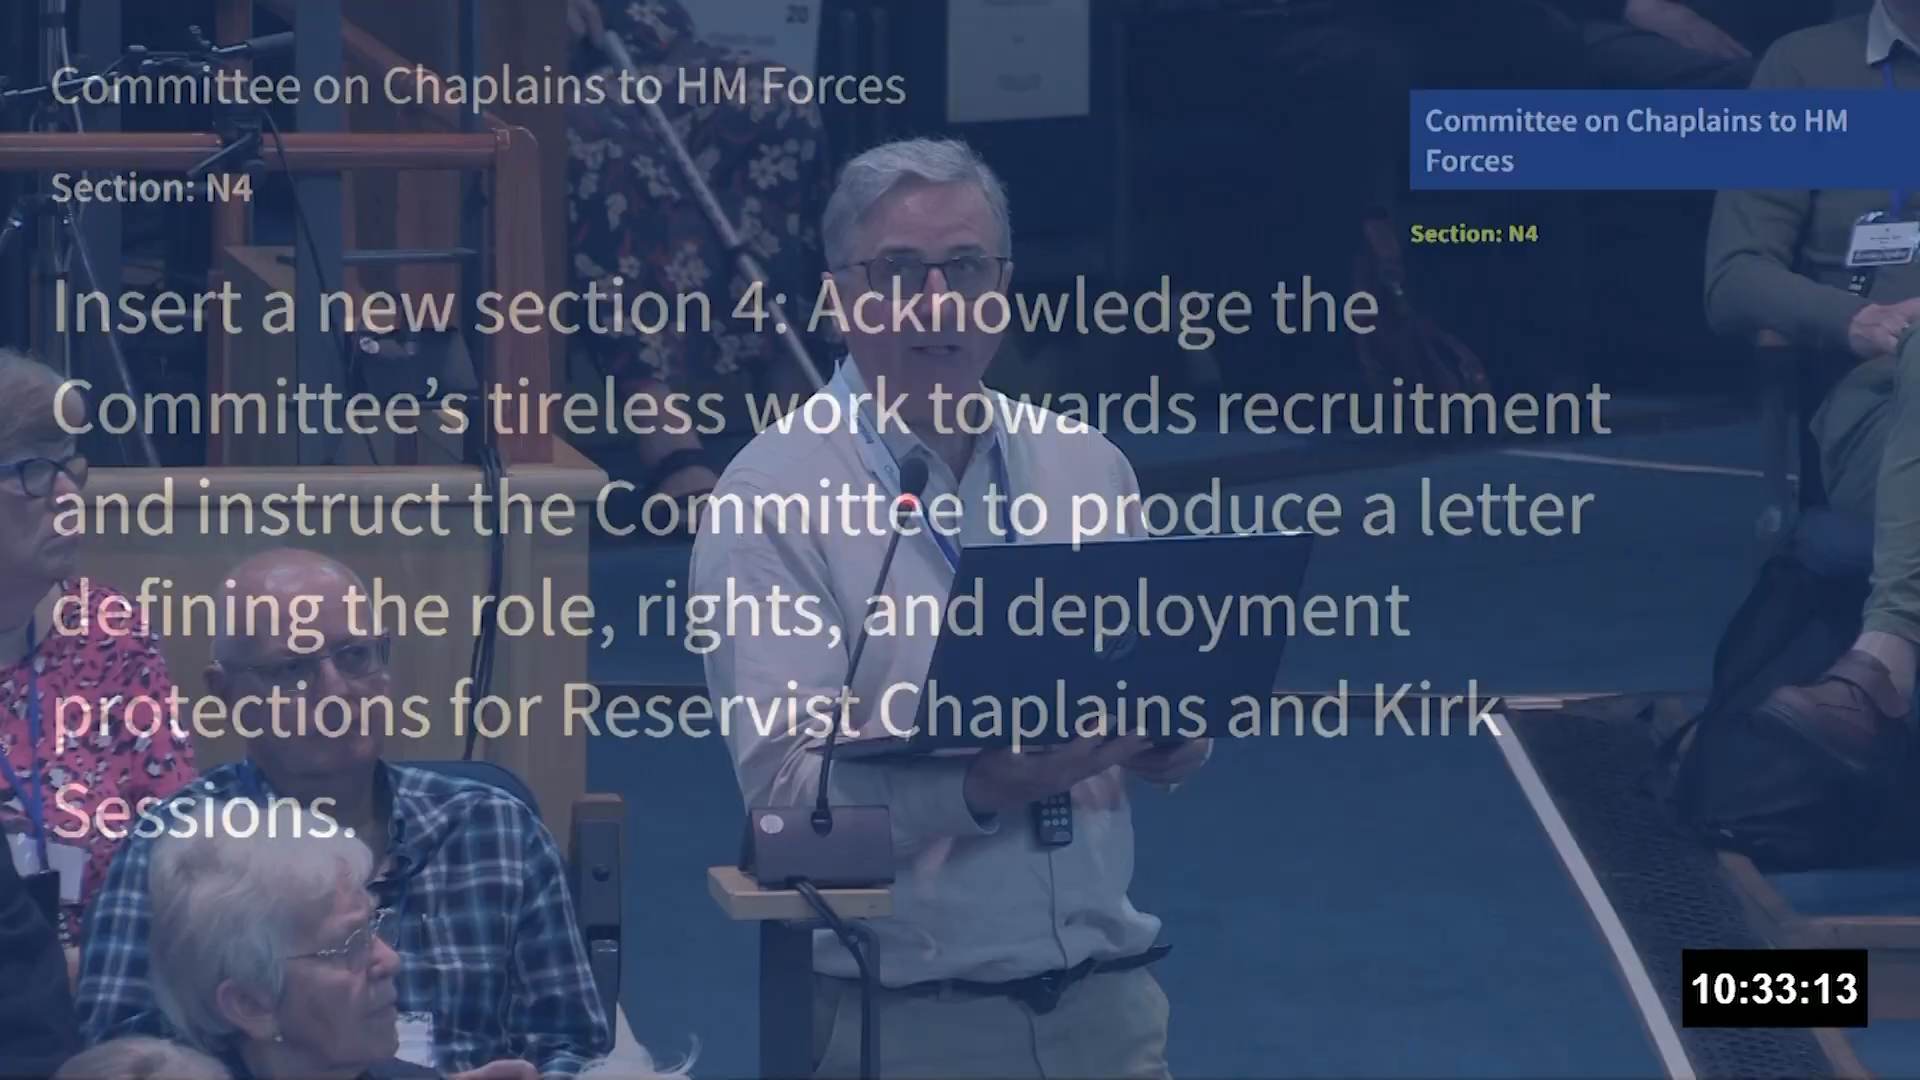 20
Committee on Chaplains to HM Forces
Committee on Chaplains to HM
Forces
Section: N4
Section: N4
Insert a new section 4: Acknowledge the
Committee’s tireless work towards recruitment
and instruct the Committee to produce a letter
defining the role, rights, and deployment
protections for Reservist Chaplains and Kirk
Sessions.
10:33:13